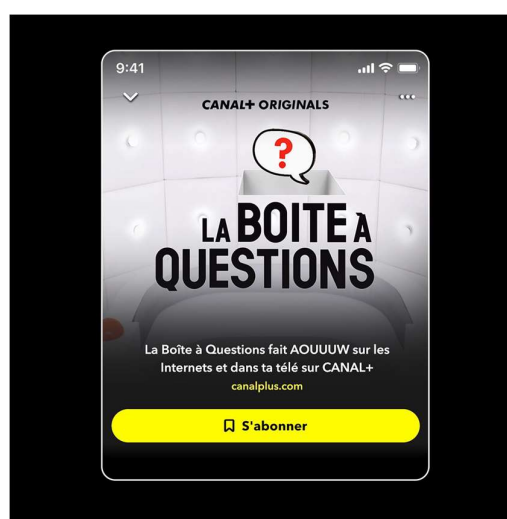 9:41
CANAL+ ORIGINALS
?
LA BOITE À
QUESTIONS
La Boîte à Questions fait AOUUUW sur les
Internets et dans ta télé sur CANAL+
canalplus.com
S'abonner